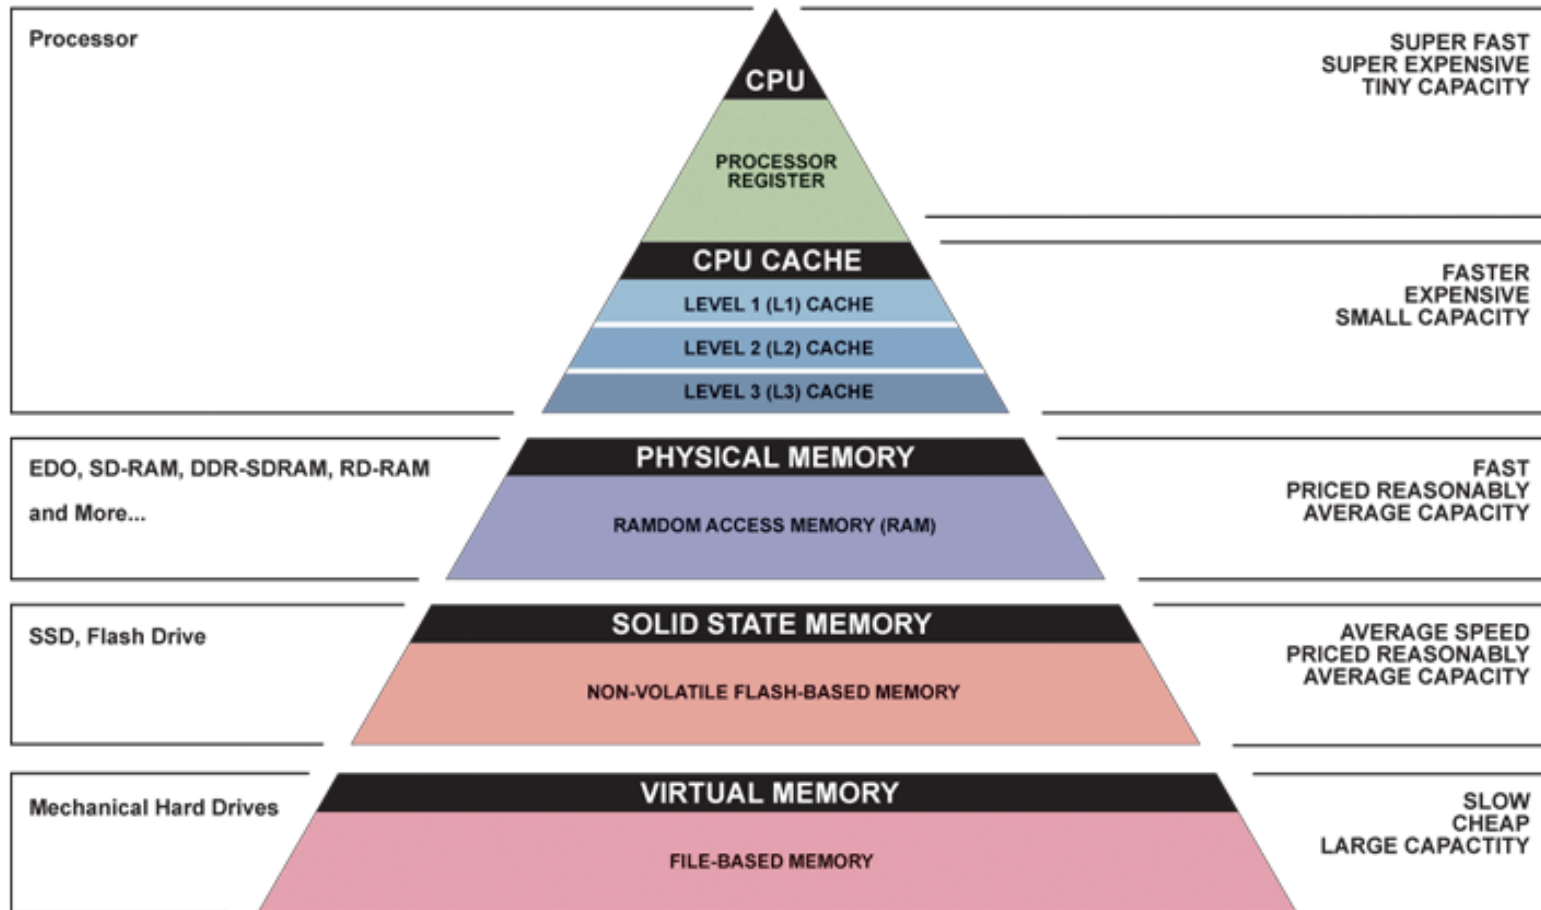 Processor
CPU
SUPER FAST
SUPER EXPENSIVE
TINY CAPACITY
PROCESSOR
REGISTER
CPU CACHE
LEVEL 1 (L1) CACHE
LEVEL 2 (L2) CACHE
LEVEL 3 (L3) CACHE
FASTER
EXPENSIVE
SMALL CAPACITY
EDO, SD-RAM, DDR-SDRAM, RD-RAM
and More...
PHYSICAL MEMORY
RAMDOM ACCESS MEMORY (RAM)
FAST
PRICED REASONABLY
AVERAGE CAPACITY
SSD, Flash Drive
SOLID STATE MEMORY
NON-VOLATILE FLASH-BASED MEMORY
AVERAGE SPEED
PRICED REASONABLY
AVERAGE CAPACITY
Mechanical Hard Drives
VIRTUAL MEMORY
FILE-BASED MEMORY
SLOW
CHEAP
LARGE CAPACTITY